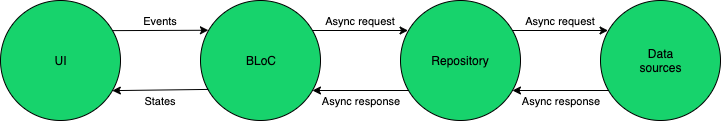 Events
Async request
Async request
UI
BLoC
Repository
Data
sources
States
Async response
Async response